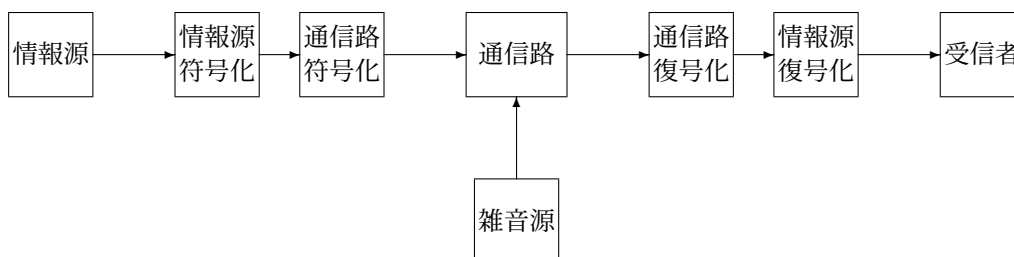 情報源
情報源
符号化
通信路
符号化
通信路
通信路
復号化
情報源
復号化
受信者
雑音源